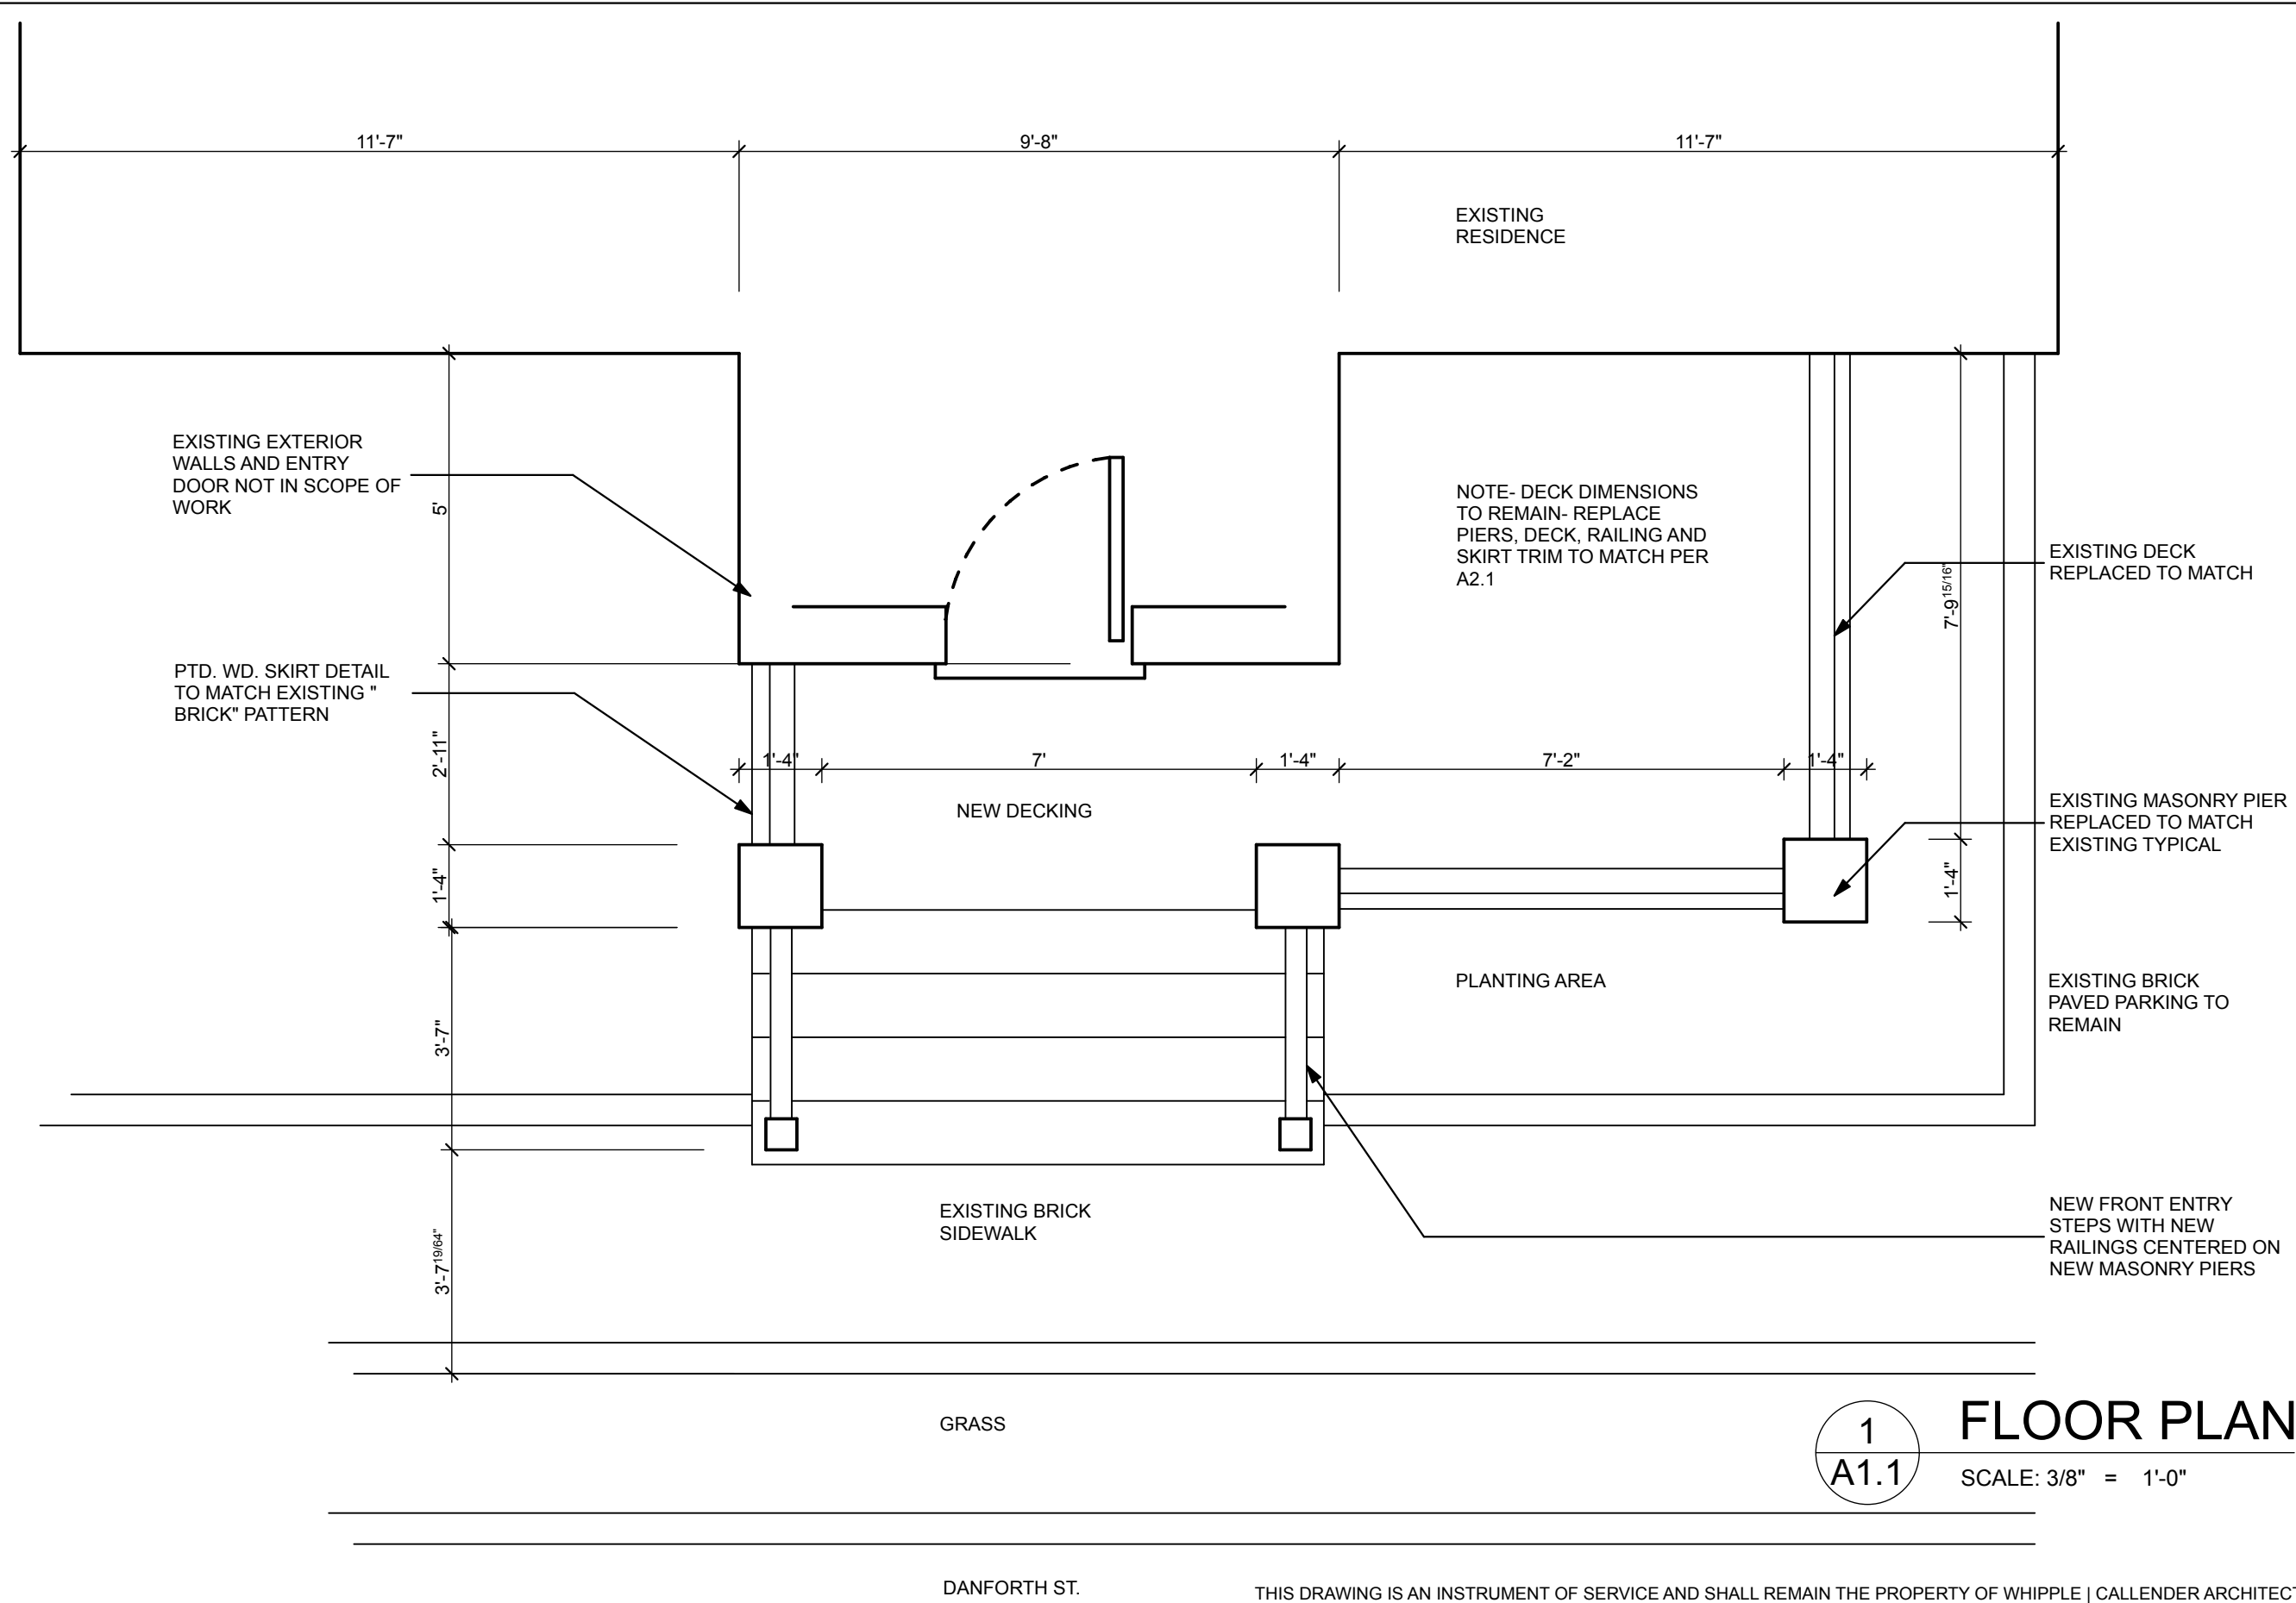 11'-7"
9'-8"
11'-7"
EXISTING
RESIDENCE
EXISTING EXTERIOR
WALLS AND ENTRY
DOOR NOT IN SCOPE OF
WORK
5'
NOTE- DECK DIMENSIONS
TO REMAIN- REPLACE
PIERS, DECK, RAILING AND
SKIRT TRIM TO MATCH PER
A2.1
EXISTING DECK
REPLACED TO MATCH
7'-9 15/16"
PTD. WD. SKIRT DETAIL
TO MATCH EXISTING "
BRICK" PATTERN
2'-11"
1'-4"
7'
1'-4"
7'-2"
1'-4"
NEW DECKING
EXISTING MASONRY PIER
REPLACED TO MATCH
EXISTING TYPICAL
1'-4"
1'-4"
PLANTING AREA
EXISTING BRICK
PAVED PARKING TO
REMAIN
3'-7"
EXISTING BRICK
SIDEWALK
NEW FRONT ENTRY
STEPS WITH NEW
RAILINGS CENTERED ON
NEW MASONRY PIERS
3'-7 19/64"
GRASS
1
A1.1
FLOOR PLAN
SCALE: 3/8" = 1'-0"
DANFORTH ST.
THIS DRAWING IS AN INSTRUMENT OF SERVICE AND SHALL REMAIN THE PROPERTY OF WHIPPLE | CALLENDER ARCHITECT